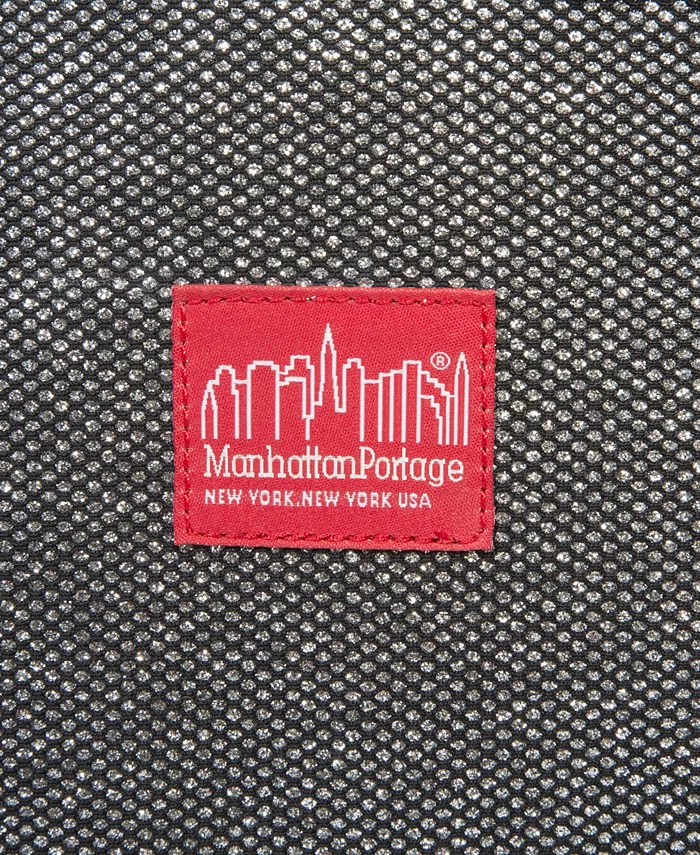 ®
ManhattanPortage
NEW YORK, NEW YORK USA